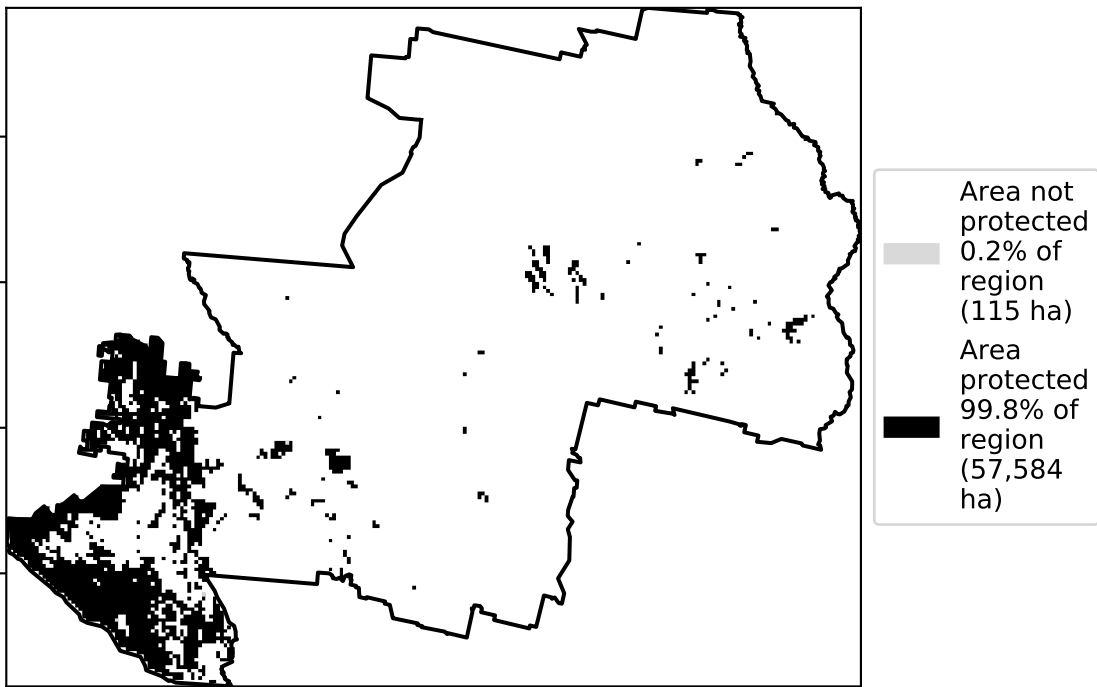 Area not
protected
0.2% of
region
(115 ha)
Area
protected
99.8% of
region
(57,584
ha)